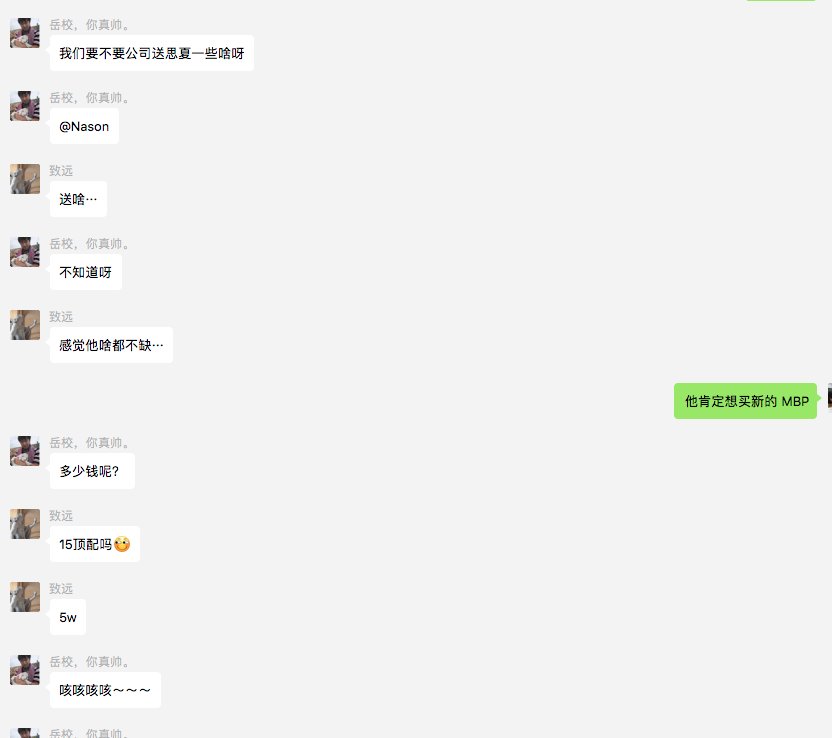 岳校，你真帅。
我们要不要公司送思夏一些啥呀
岳校，你真帅。
@Nason
致远
送啥…
岳校，你真帅。
不知道呀
致远
感觉他啥都不缺…
他肯定想买新的 MBP
岳校，你真帅。
多少钱呢?
致远
15顶配吗
致远
5w
岳校，你真帅。
咳咳咳咳～～～
岳校，你真帅。